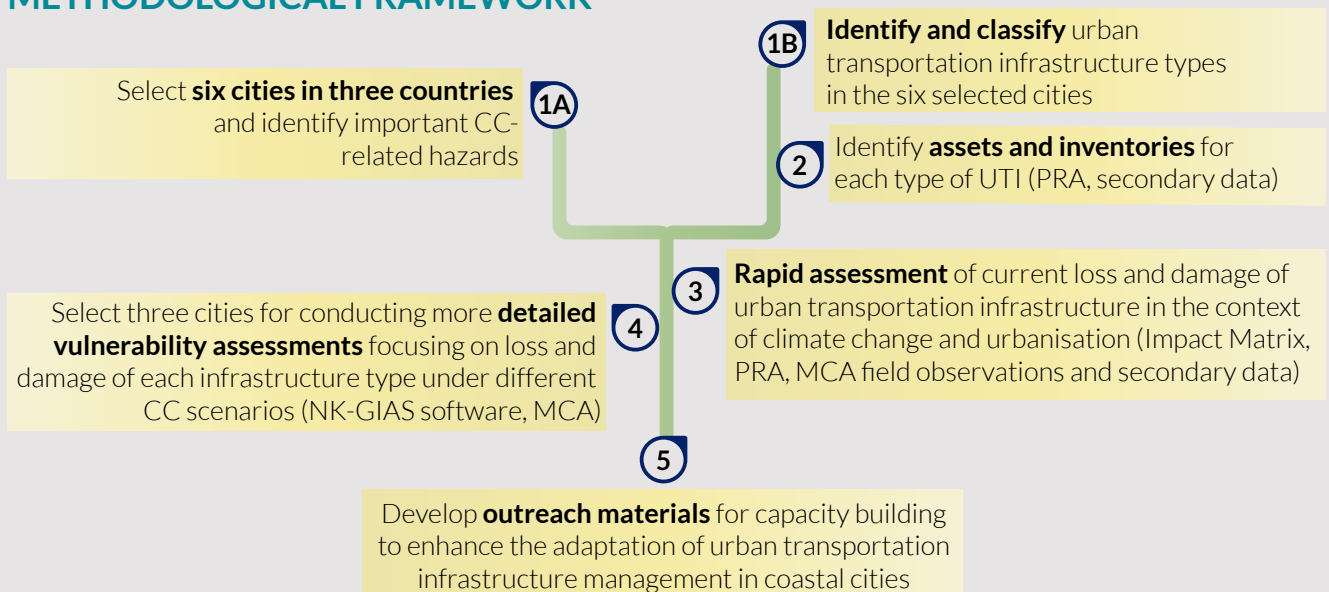 METHODOLOGICAL FRAMEWORK
1A
Select six cities in three countries
and identify important CC-
related hazards
1B
Identify and classify urban
transportation infrastructure types
in the six selected cities
2
Identify assets and inventories for
each type of UTI (PRA, secondary data)
3
Rapid assessment of current loss and damage of
urban transportation infrastructure in the context
of climate change and urbanisation (Impact Matrix,
PRA, MCA field observations and secondary data)
4
Select three cities for conducting more detailed
vulnerability assessments focusing on loss and
damage of each infrastructure type under different
CC scenarios (NK-GIAS software, MCA)
5
Develop outreach materials for capacity building
to enhance the adaptation of urban transportation
infrastructure management in coastal cities